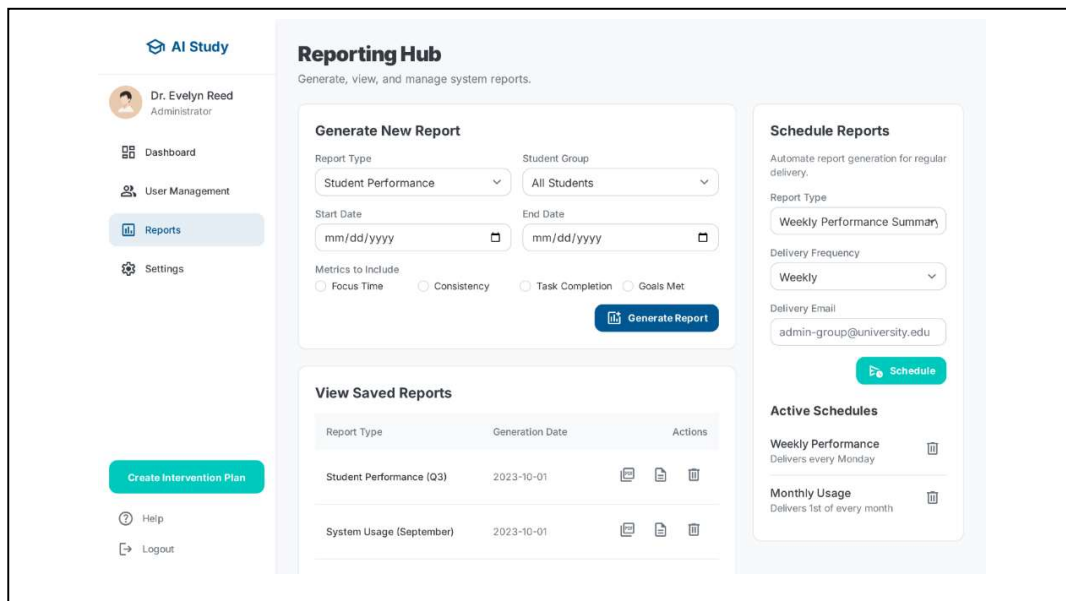 AI Study
Dr. Evelyn Reed
Administrator
Dashboard
User Management
Reports
Settings
Create Intervention Plan
Help
Logout
Reporting Hub
Generate, view, and manage system reports.
Generate New Report
Report Type
Student Group
Student Performance
All Students
Start Date
End Date
mm/dd/yyyy
mm/dd/yyyy
Metrics to Include
Focus Time
Consistency
Task Completion
Goals Met
Generate Report
View Saved Reports
Report Type Generation Date Actions
Student Performance (Q3) 2023-10-01
System Usage (September) 2023-10-01
Schedule Reports
Automate report generation for regular
delivery.
Report Type
Weekly Performance Summary
Delivery Frequency
Weekly
Delivery Email
admin-group@university.edu
Schedule
Active Schedules
Weekly Performance
Delivers every Monday
Monthly Usage
Delivers 1st of every month